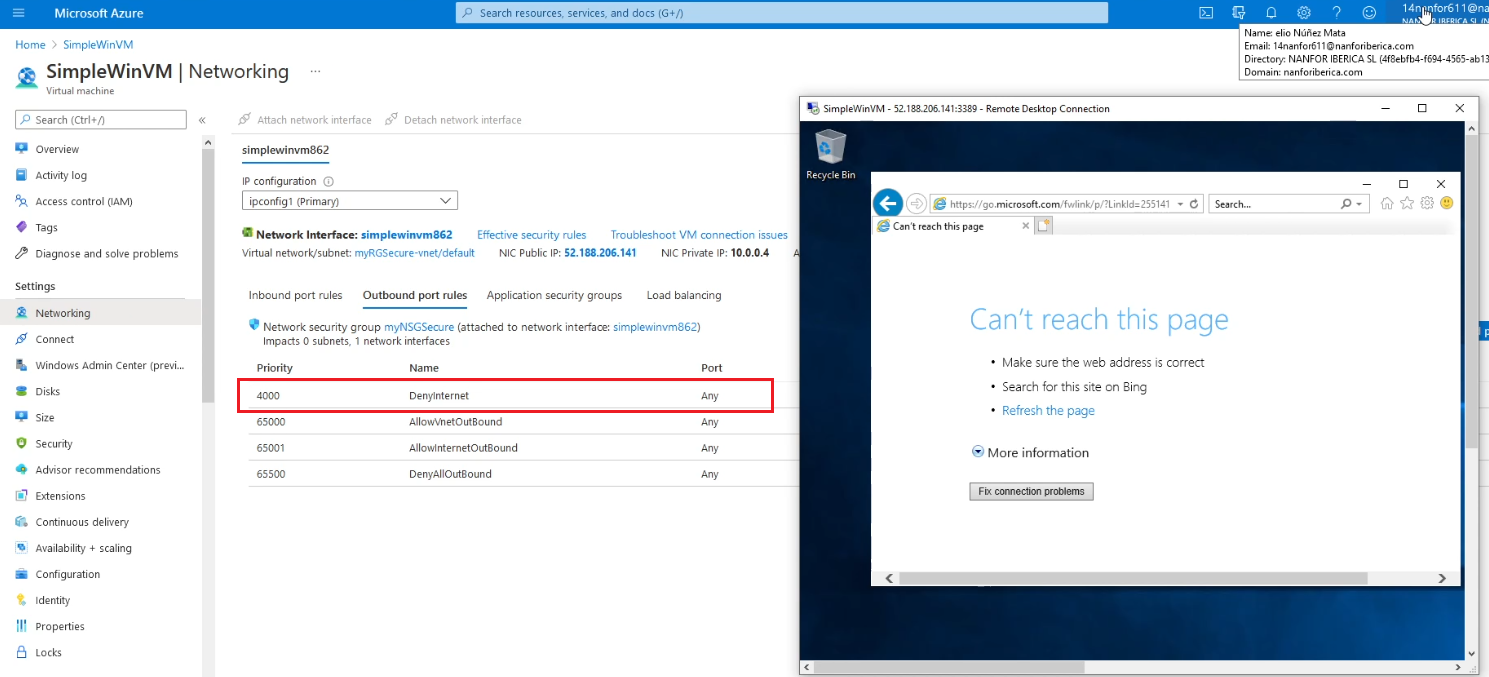 Microsoft Azure
Search resources, services, and docs (G+/)
14nanfor611@na
NANFOR IBERICA SL (N
Name: elio Núñez Mata
Email: 14nanfor611@nanforiberica.com
Directory: NANFOR IBERICA SL (4f8ebfb4-f694-4565-ab13
Domain: nanforiberica.com
Home > SimpleWinVM
SimpleWinVM | Networking ...
Virtual machine
Search (Ctrl+/)
«
Overview
Activity log
Access control (IAM)
Tags
Diagnose and solve problems
Settings
Networking
Connect
Windows Admin Center (previ...
Disks
Size
Security
Advisor recommendations
Extensions
Continuous delivery
Availability + scaling
Configuration
Identity
Properties
Locks
Attach network interface Detach network interface
simplewinvm862
IP configuration
ipconfig1 (Primary)
Network Interface: simplewinvm862 Effective security rules Troubleshoot VM connection issues
Virtual network/subnet: myRGSecure-vnet/default NIC Public IP: 52.188.206.141 NIC Private IP: 10.0.0.4 A
Inbound port rules Outbound port rules Application security groups Load balancing
Network security group myNSGSecure (attached to network interface: simplewinvm862)
Impacts 0 subnets, 1 network interfaces
Priority Name Port
4000 DenyInternet Any
65000 AllowVnetOutBound Any
65001 AllowInternetOutBound Any
65500 DenyAllOutBound Any
SimpleWinVM - 52.188.206.141:3389 - Remote Desktop Connection
Recycle Bin
https://go.microsoft.com/fwlink/p/?LinkId=255141
Search...
Can't reach this page
Can't reach this page
• Make sure the web address is correct
• Search for this site on Bing
• Refresh the page
More information
Fix connection problems